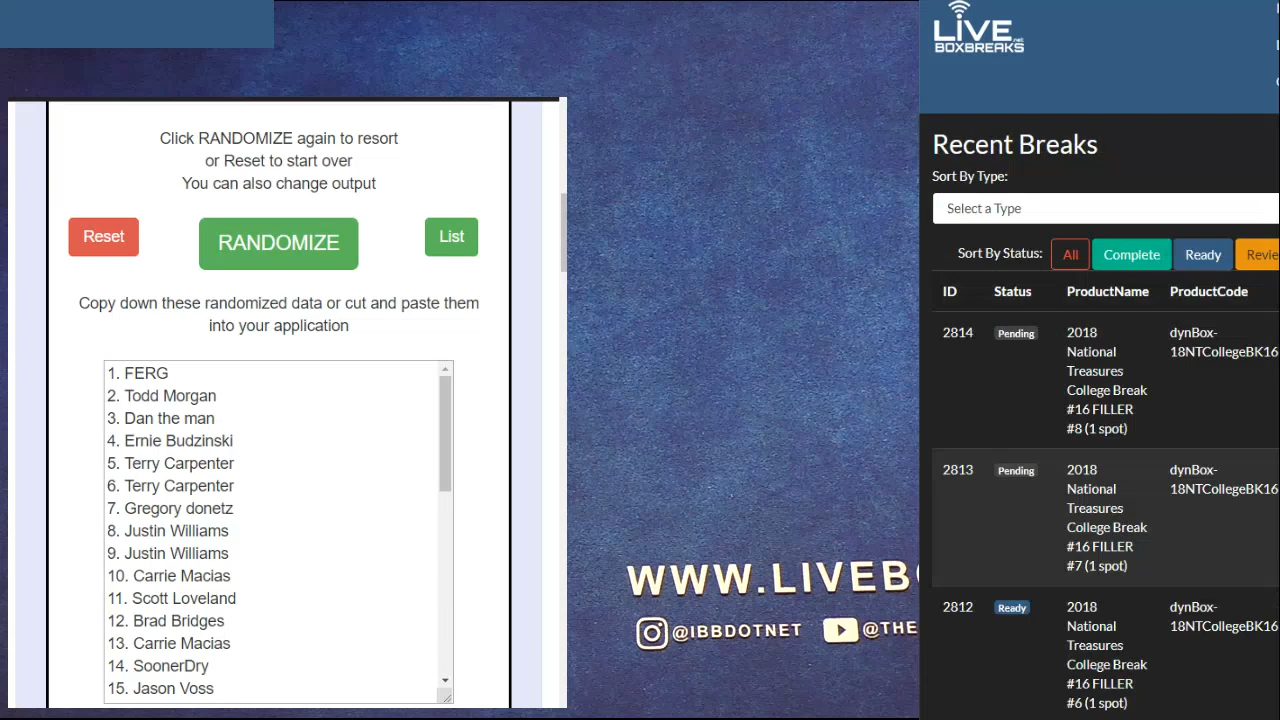 Click RANDOMIZE again to resort
or Reset to start over
You can also change output
Reset
RANDOMIZE
List
Copy down these randomized data or cut and paste them
into your application
1. FERG
2. Todd Morgan
3. Dan the man
4. Ernie Budzinski
5. Terry Carpenter
6. Terry Carpenter
7. Gregory donetz
8. Justin Williams
9. Justin Williams
10. Carrie Macias
11. Scott Loveland
12. Brad Bridges
13. Carrie Macias
14. SoonerDry
15. Jason Voss
WWW.LIVEB
@IBBDOTNET
@THE
LIVE.net
BOXBREAKS
Recent Breaks
Sort By Type:
Select a Type
Sort By Status: All Complete Ready Revie
ID Status ProductName ProductCode
2814 Pending 2018 dynBox-
National 18NTCollegeBK16
Treasures
College Break
#16 FILLER
#8 (1 spot)
2813 Pending 2018 dynBox-
National 18NTCollegeBK16
Treasures
College Break
#16 FILLER
#7 (1 spot)
2812 Ready 2018 dynBox-
National 18NTCollegeBK16
Treasures
College Break
#16 FILLER
#6 (1 spot)